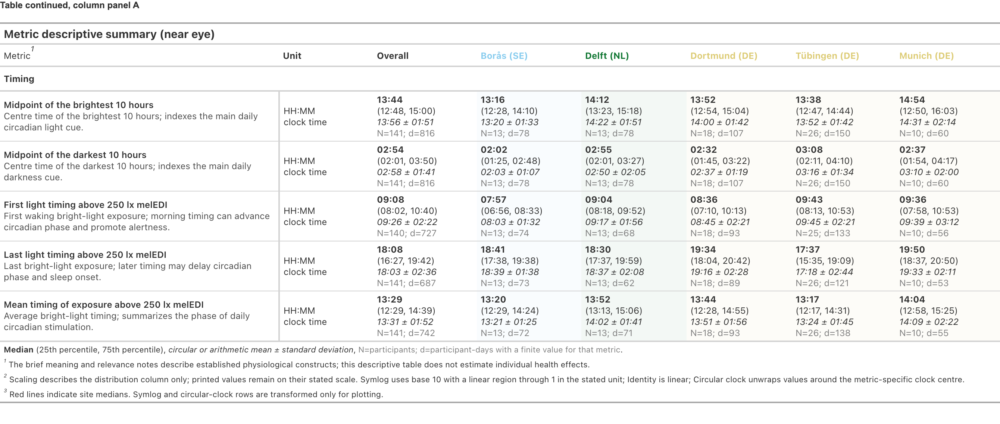 Table continued, column panel A
Metric descriptive summary (near eye)
Metric1 Unit Overall Borås (SE) Delft (NL) Dortmund (DE) Tübingen (DE) Munich (DE)
Timing
Midpoint of the brightest 10 hours
Centre time of the brightest 10 hours; indexes the main daily
circadian light cue.
HH:MM
clock time
13:44
(12:48, 15:00)
13:56 ± 01:51
N=141; d=816
13:16
(12:28, 14:10)
13:20 ± 01:33
N=13; d=78
14:12
(13:23, 15:18)
14:22 ± 01:51
N=13; d=78
13:52
(12:54, 15:04)
14:00 ± 01:42
N=18; d=107
13:38
(12:47, 14:44)
13:52 ± 01:42
N=26; d=150
14:54
(12:50, 16:03)
14:31 ± 02:14
N=10; d=60
Midpoint of the darkest 10 hours
Centre time of the darkest 10 hours; indexes the main daily
darkness cue.
HH:MM
clock time
02:54
(02:01, 03:50)
02:58 ± 01:41
N=141; d=816
02:02
(01:25, 02:48)
02:03 ± 01:07
N=13; d=78
02:55
(02:01, 03:27)
02:50 ± 02:05
N=13; d=78
02:32
(01:45, 03:22)
02:37 ± 01:19
N=18; d=107
03:08
(02:11, 04:10)
03:16 ± 01:34
N=26; d=150
02:37
(01:54, 04:17)
03:10 ± 02:00
N=10; d=60
First light timing above 250 lx melEDI
First waking bright-light exposure; morning timing can advance
circadian phase and promote alertness.
HH:MM
clock time
09:08
(08:02, 10:40)
09:26 ± 02:22
N=140; d=727
07:57
(06:56, 08:33)
08:03 ± 01:32
N=13; d=74
09:04
(08:18, 09:52)
09:17 ± 01:56
N=13; d=68
08:36
(07:10, 10:13)
08:45 ± 02:21
N=18; d=93
09:43
(08:13, 10:53)
09:45 ± 02:21
N=25; d=133
09:36
(07:58, 10:53)
09:39 ± 03:12
N=10; d=56
Last light timing above 250 lx melEDI
Last bright-light exposure; later timing may delay circadian
phase and sleep onset.
HH:MM
clock time
18:08
(16:27, 19:42)
18:03 ± 02:36
N=141; d=687
18:41
(17:38, 19:38)
18:39 ± 01:38
N=13; d=73
18:30
(17:37, 19:59)
18:37 ± 02:08
N=13; d=62
19:34
(18:04, 20:42)
19:16 ± 02:28
N=18; d=89
17:37
(15:35, 19:09)
17:18 ± 02:44
N=26; d=121
19:50
(18:37, 20:50)
19:33 ± 02:11
N=10; d=53
Mean timing of exposure above 250 lx melEDI
Average bright-light timing; summarizes the phase of daily
circadian stimulation.
HH:MM
clock time
13:29
(12:29, 14:39)
13:31 ± 01:52
N=141; d=742
13:20
(12:29, 14:24)
13:21 ± 01:25
N=13; d=72
13:52
(13:13, 15:06)
14:02 ± 01:41
N=13; d=71
13:44
(12:28, 14:55)
13:51 ± 01:56
N=18; d=93
13:17
(12:17, 14:31)
13:24 ± 01:45
N=26; d=138
14:04
(12:58, 15:25)
14:09 ± 02:22
N=10; d=55
Median (25th percentile, 75th percentile), circular or arithmetic mean ± standard deviation, N=participants; d=participant-days with a finite value for that metric.
1 The brief meaning and relevance notes describe established physiological constructs; this descriptive table does not estimate individual health effects.
2 Scaling describes the distribution column only; printed values remain on their stated scale. Symlog uses base 10 with a linear region through 1 in the stated unit; Identity is linear; Circular clock unwraps values around the metric-specific clock centre.
3 Red lines indicate site medians. Symlog and circular-clock rows are transformed only for plotting.